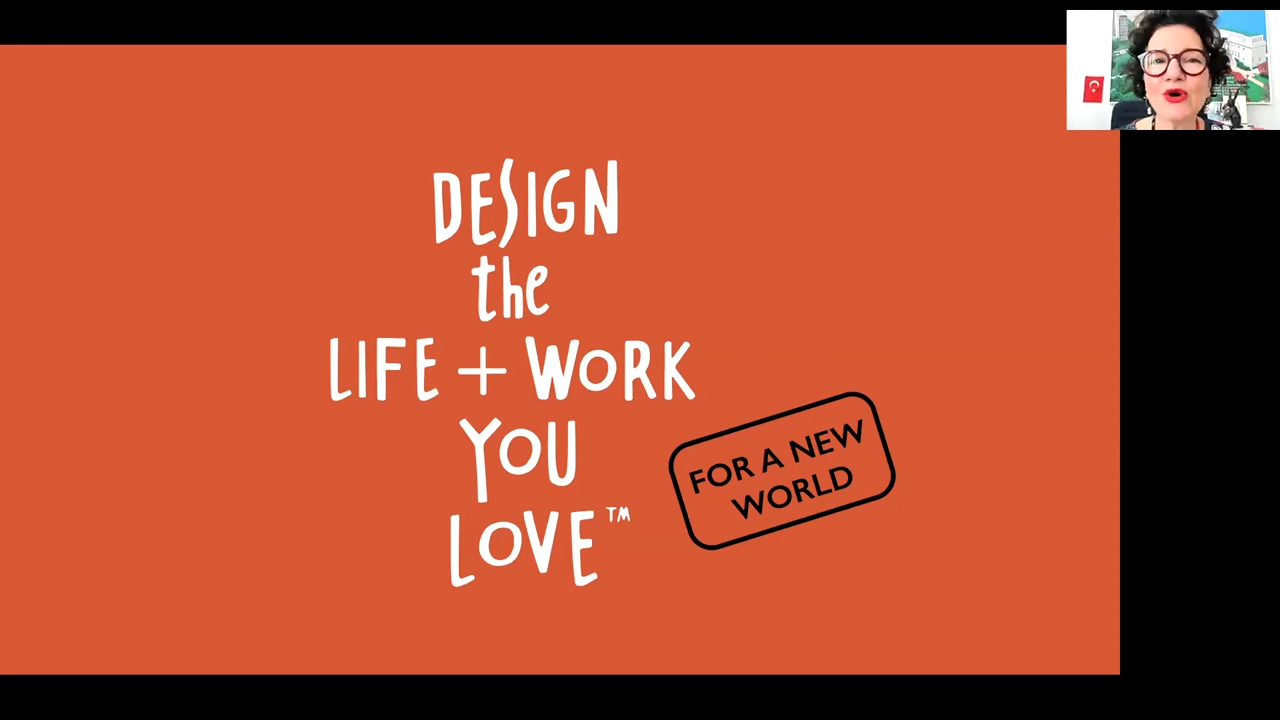 DESIGN
the
LIFE + WORK
YOU
LOVE™
FOR A NEW
WORLD